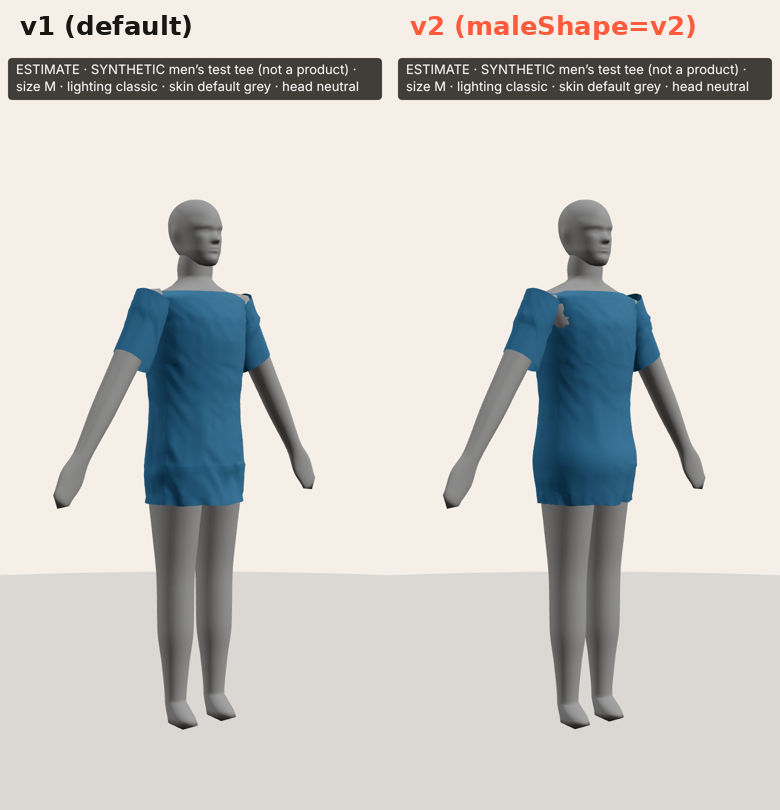 v1 (default)
ESTIMATE · SYNTHETIC men’s test tee (not a product) ·
size M · lighting classic · skin default grey · head neutral
v2 (maleShape=v2)
ESTIMATE · SYNTHETIC men’s test tee (not a product) ·
size M · lighting classic · skin default grey · head neutral